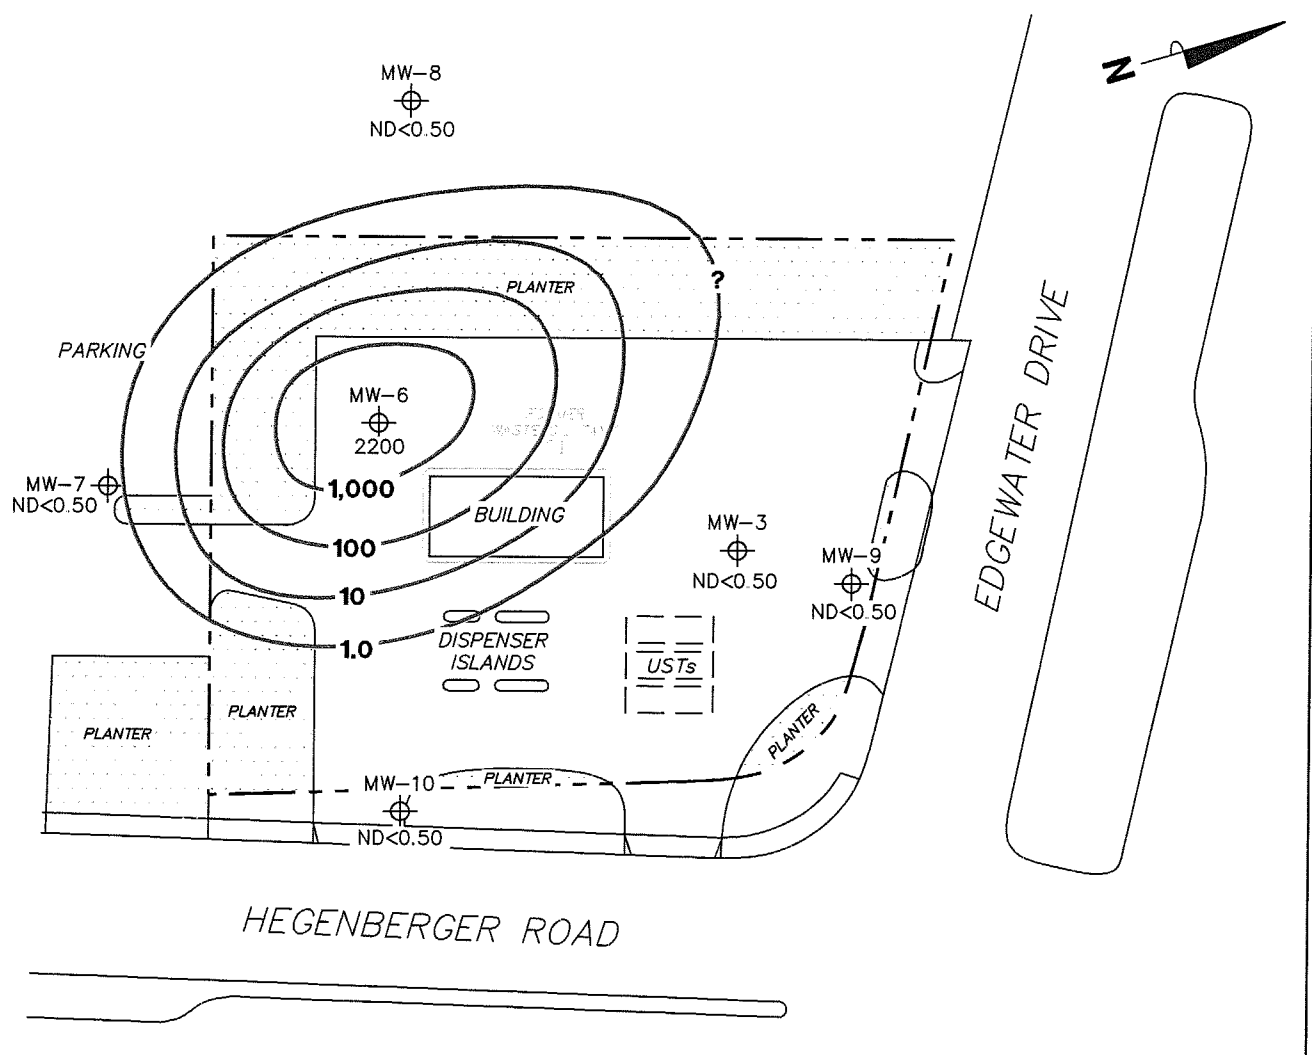 MW-8
ND<0.50
N
?
PLANTER
PARKING
MW-6
2200
MW-7
ND<0.50
1,000
BUILDING
100
MW-3
ND<0.50
MW-9
ND<0.50
10
1.0
DISPENSER
ISLANDS
USTs
EDGEWATER DRIVE
PLANTER
PLANTER
PLANTER
PLANTER
MW-10
ND<0.50
HEGENBERGER ROAD